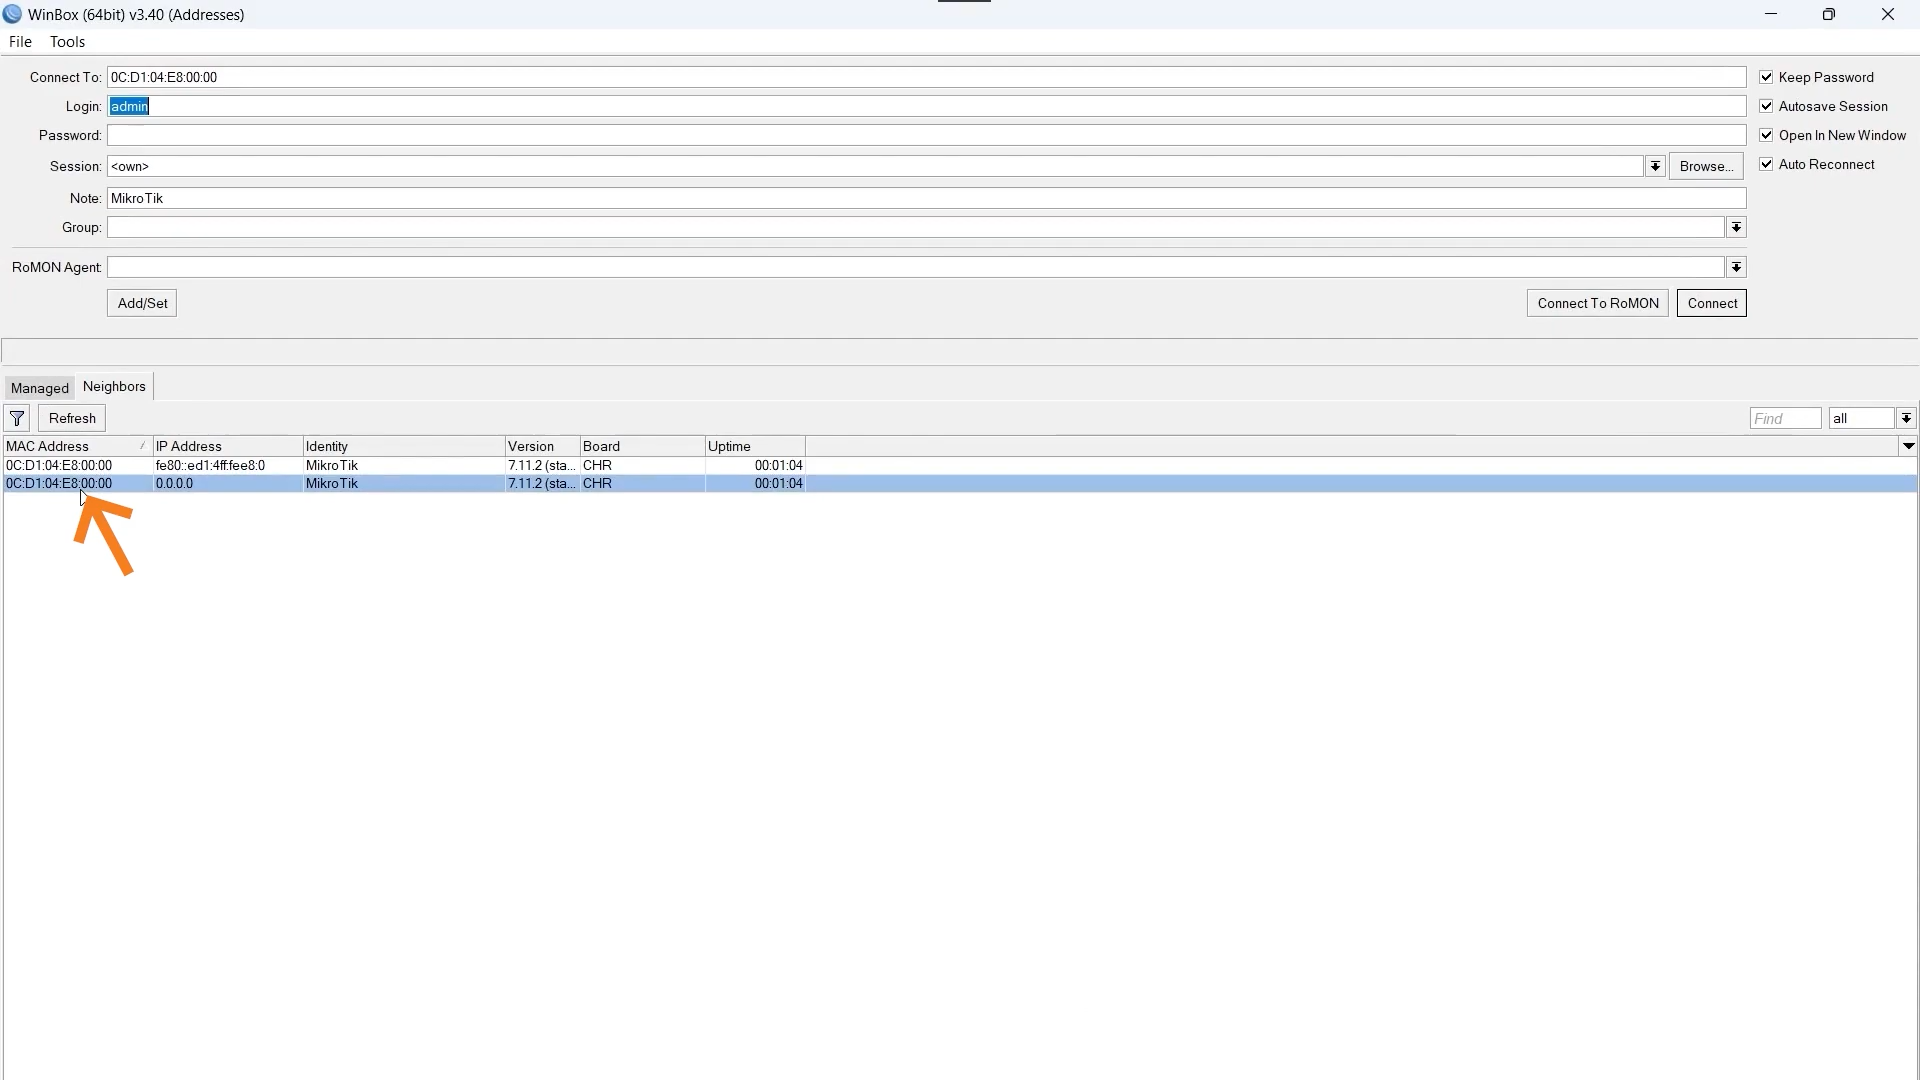 WinBox (64bit) v3.40 (Addresses)
File Tools
Connect To: 0C:D1:04:E8:00:00
Keep Password
Login: admin
Autosave Session
Password:
Open In New Window
Session: <own> Browse...
Auto Reconnect
Note: MikroTik
Group:
RoMON Agent
Add/Set Connect To RoMON Connect
Managed Neighbors
Refresh Find all
MAC Address IP Address Identity Version Board Uptime
0C:D1:04:E8:00:00 fe80::ed1:4ff:fee8:0 MikroTik 7.11.2 (sta... CHR 00:01:04
0C:D1:04:E8:00:00 0.0.0.0 MikroTik 7.11.2 (sta... CHR 00:01:04